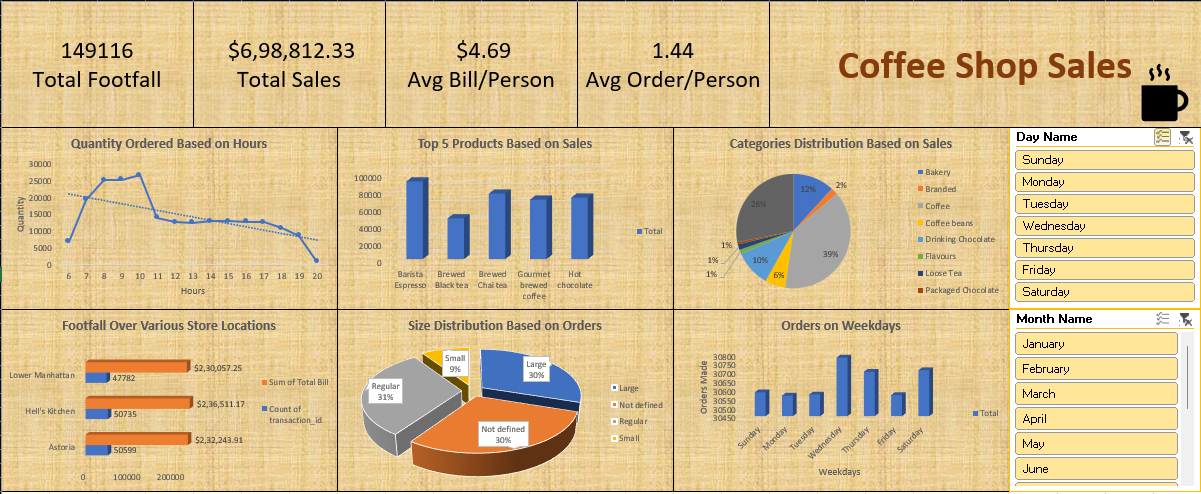 149116
Total Footfall
$6,98,812.33
Total Sales
$4.69
Avg Bill/Person
1.44
Avg Order/Person
Coffee Shop Sales
Quantity Ordered Based on Hours
Quantity
30000
25000
20000
15000
10000
5000
0
6 7 8 9 10 11 12 13 14 15 16 17 18 19 20
Hours
Top 5 Products Based on Sales
100000
80000
60000
40000
20000
0
Barista Espresso
Brewed Black tea
Brewed Chai tea
Gourmet brewed coffee
Hot chocolate
Total
Categories Distribution Based on Sales
12%
2%
39%
6%
10%
1%
1%
1%
28%
Bakery
Branded
Coffee
Coffee beans
Drinking Chocolate
Flavours
Loose Tea
Packaged Chocolate
Day Name
Sunday
Monday
Tuesday
Wednesday
Thursday
Friday
Saturday
Footfall Over Various Store Locations
Lower Manhattan
$2,30,057.25
47782
Hell's Kitchen
$2,36,511.17
50735
Astoria
$2,32,243.91
50599
0 100000 200000
Sum of Total Bill
Count of
transaction_id
Size Distribution Based on Orders
Small
9%
Large
30%
Regular
31%
Not defined
30%
Large
Not defined
Regular
Small
Orders on Weekdays
Orders Made
30800
30750
30700
30650
30600
30550
30500
30450
Sunday
Monday
Tuesday
Wednesday
Thursday
Friday
Saturday
Weekdays
Total
Month Name
January
February
March
April
May
June